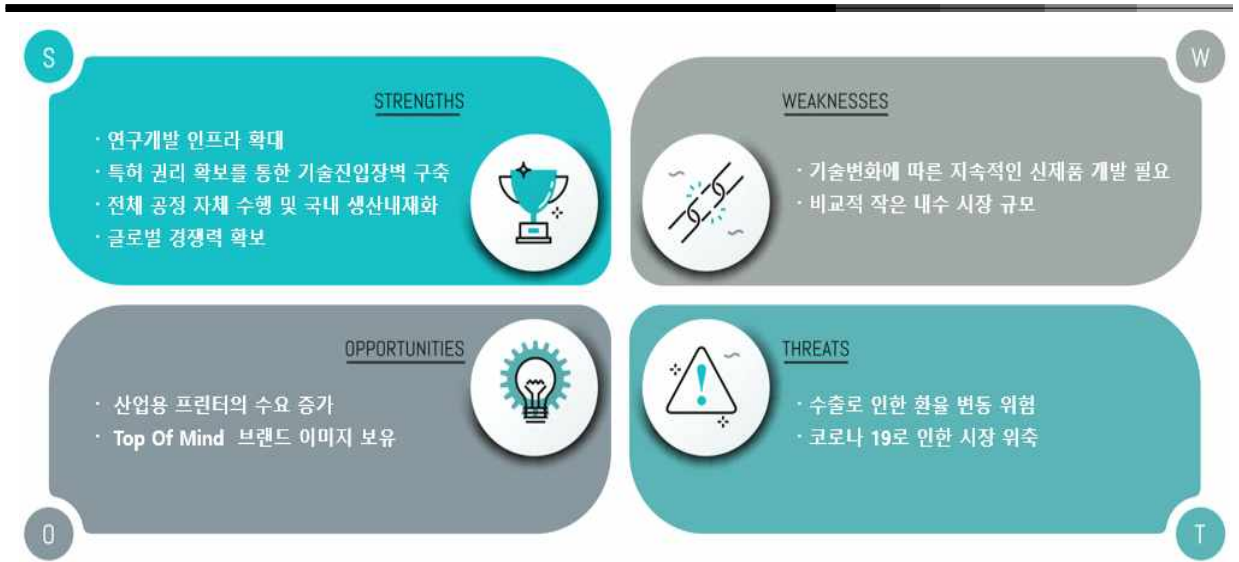 S
STRENGTHS
· 연구개발 인프라 확대
· 특허 권리 확보를 통한 기술진입장벽 구축
· 전체 공정 자체 수행 및 국내 생산내재화
· 글로벌 경쟁력 확보
W
WEAKNESSES
· 기술변화에 따른 지속적인 신제품 개발 필요
· 비교적 작은 내수 시장 규모
OPPORTUNITIES
· 산업용 프린터의 수요 증가
· Top Of Mind 브랜드 이미지 보유
O
THREATS
· 수출로 인한 환율 변동 위험
· 코로나 19로 인한 시장 위축
T